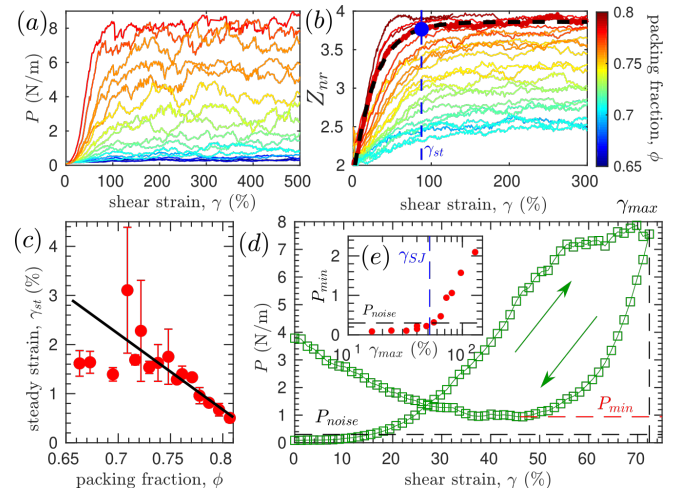 (a)
P (N/m)
8
6
4
2
0
0 100 200 300 400 500
shear strain, γ (%)
(b)
Z_nr
4
3.5
3
2.5
2
γ_st
0 100 200 300
shear strain, γ (%)
0.8
0.75
0.7
0.65
packing fraction, ϕ
(c)
steady strain, γ_st (%)
5
4
3
2
1
0
0.65 0.7 0.75 0.8
packing fraction, ϕ
(d)
γ_max
P (N/m)
8
7
6
5
4
3
2
1
0
P_noise
P_min
0 10 20 30 40 50 60 70
shear strain, γ (%)
(e)
γ_SJ
P_min
2
1
0
P_noise
10^1 γ_max (%) 10^2